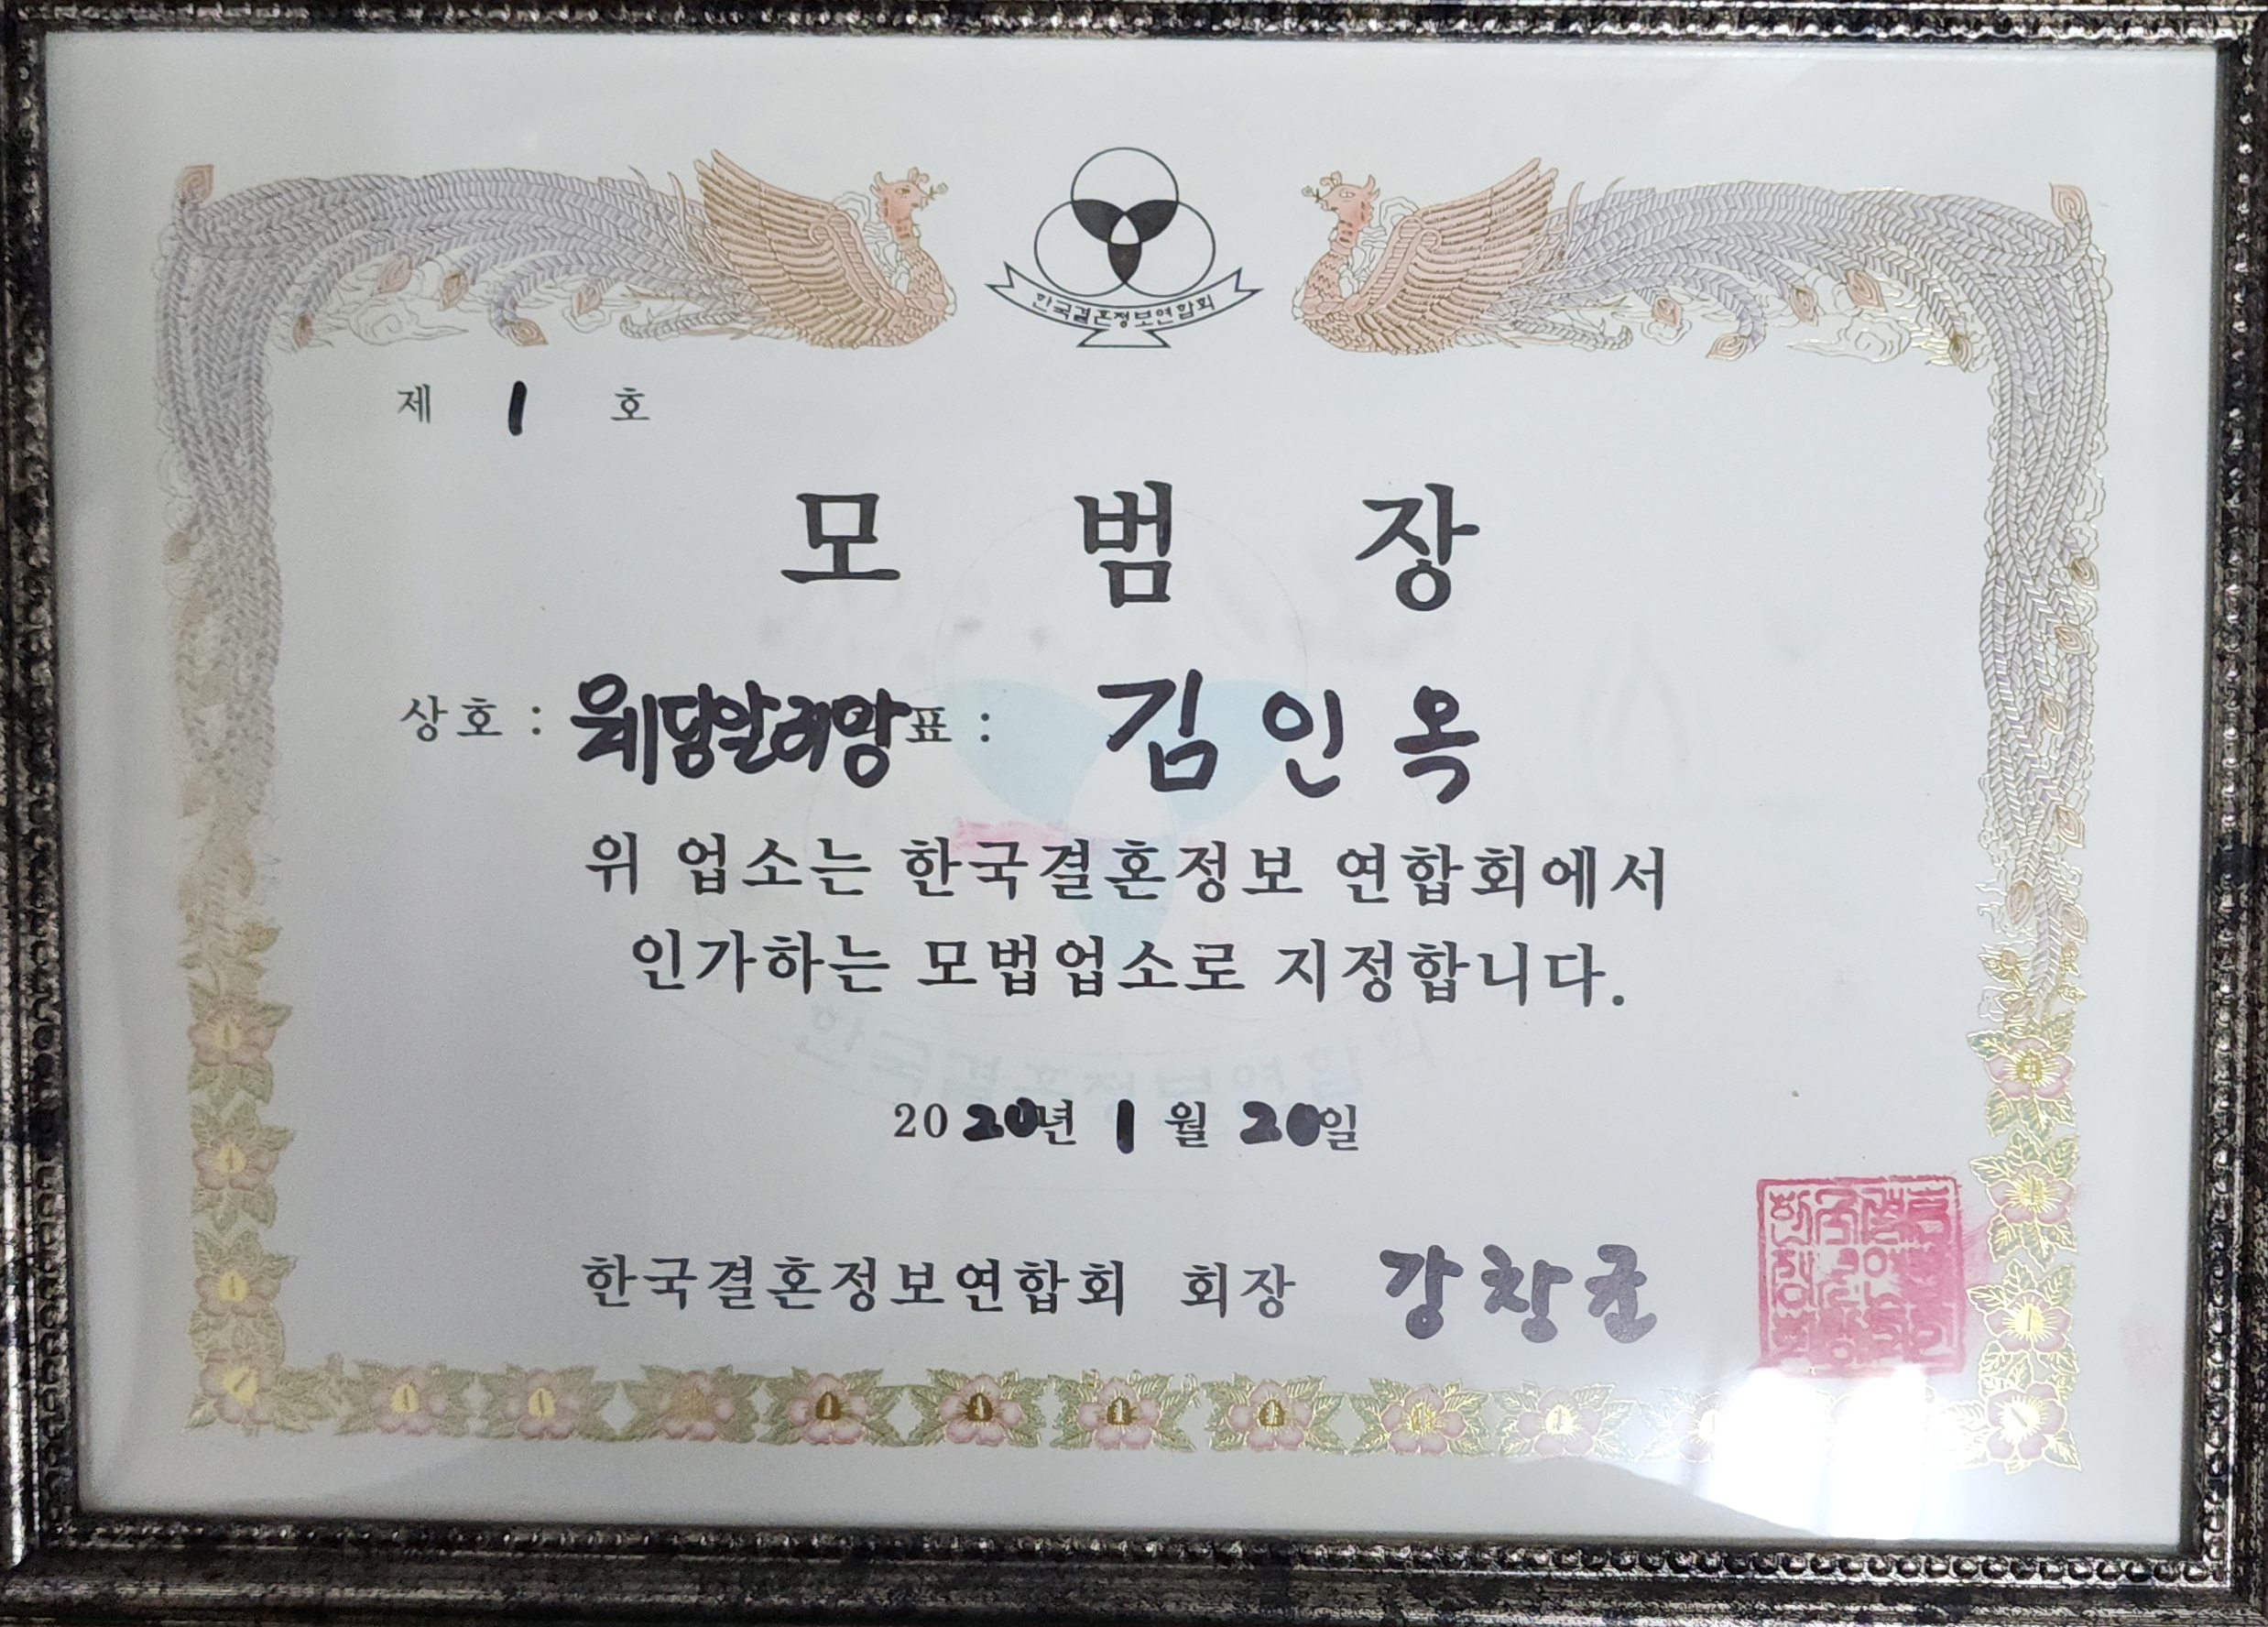 한국결혼정보연합회
제 1 호
모 범 장
상호 : 웨딩알리앙 표 : 김인옥
위 업소는 한국결혼정보 연합회에서
인가하는 모법업소로 지정합니다.
2020년 1 월 20일
한국결혼정보연합회 회장 강창균